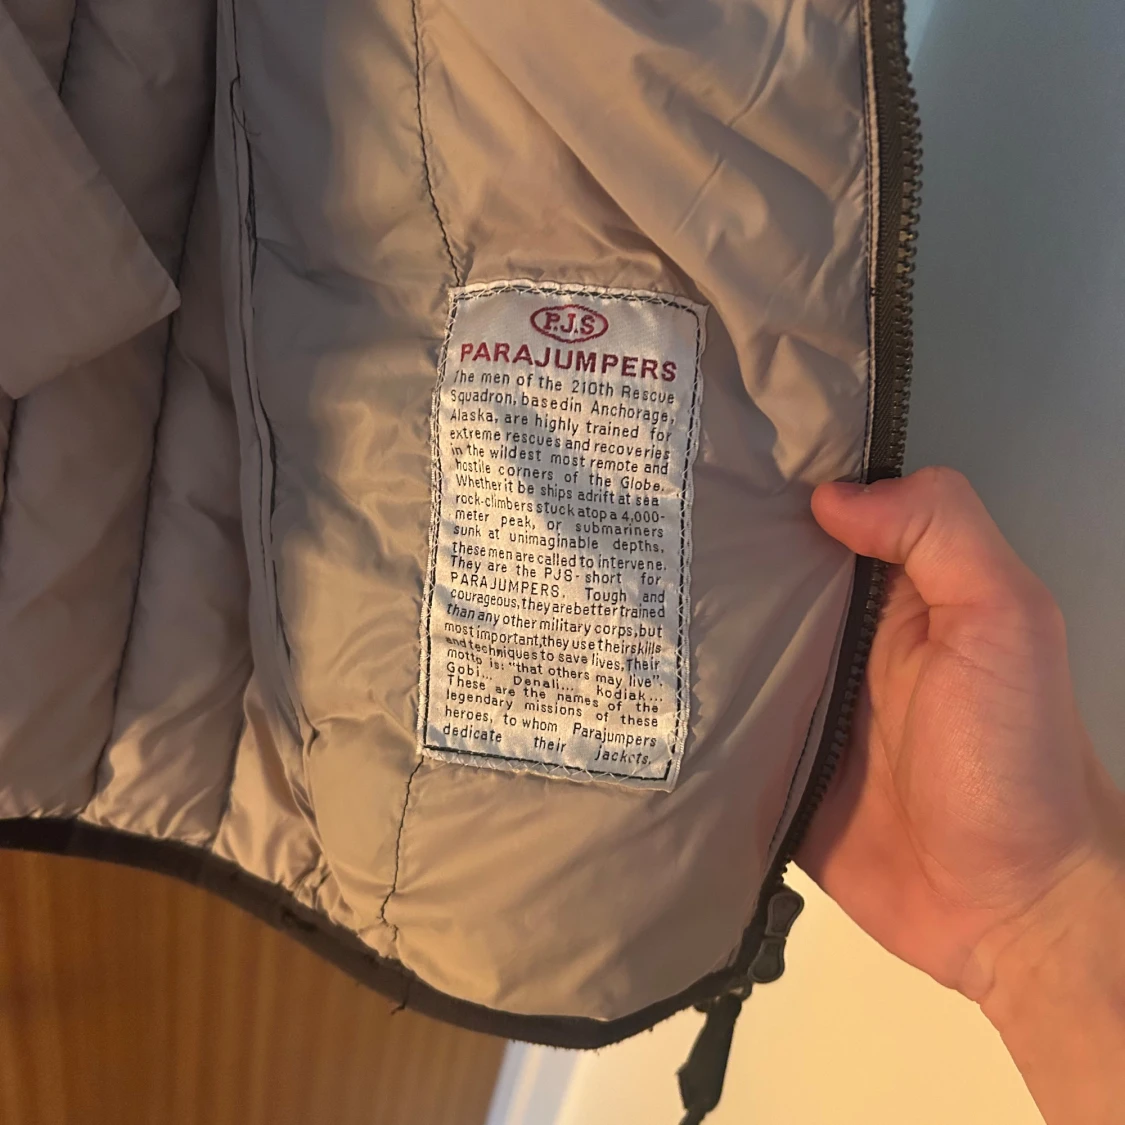 P.J.S
PARAJUMPERS
The men of the 210th Rescue
Squadron, basedin Anchorage,
Alaska, are highly trained for
extreme rescues and recoveries
in the wildest most remote and
hostile corners of the Globe.
Whether it be ships adrift at sea
rock-climbers stuck atop a 4,000-
meter peak, or submariners
sunk at unimaginable depths,
these men are called to intervene.
They are the PJS-short for
PARAJUMPERS. Tough and
courageous, they are better trained
than any other military corps, but
most important, they use their skills
and techniques to save lives, Their
motto is: "that others may live".
Gobi... Denali... Kodiak...
These are the names of the
legendary missions of these
heroes, to whom Parajumpers
dedicate their jackets.